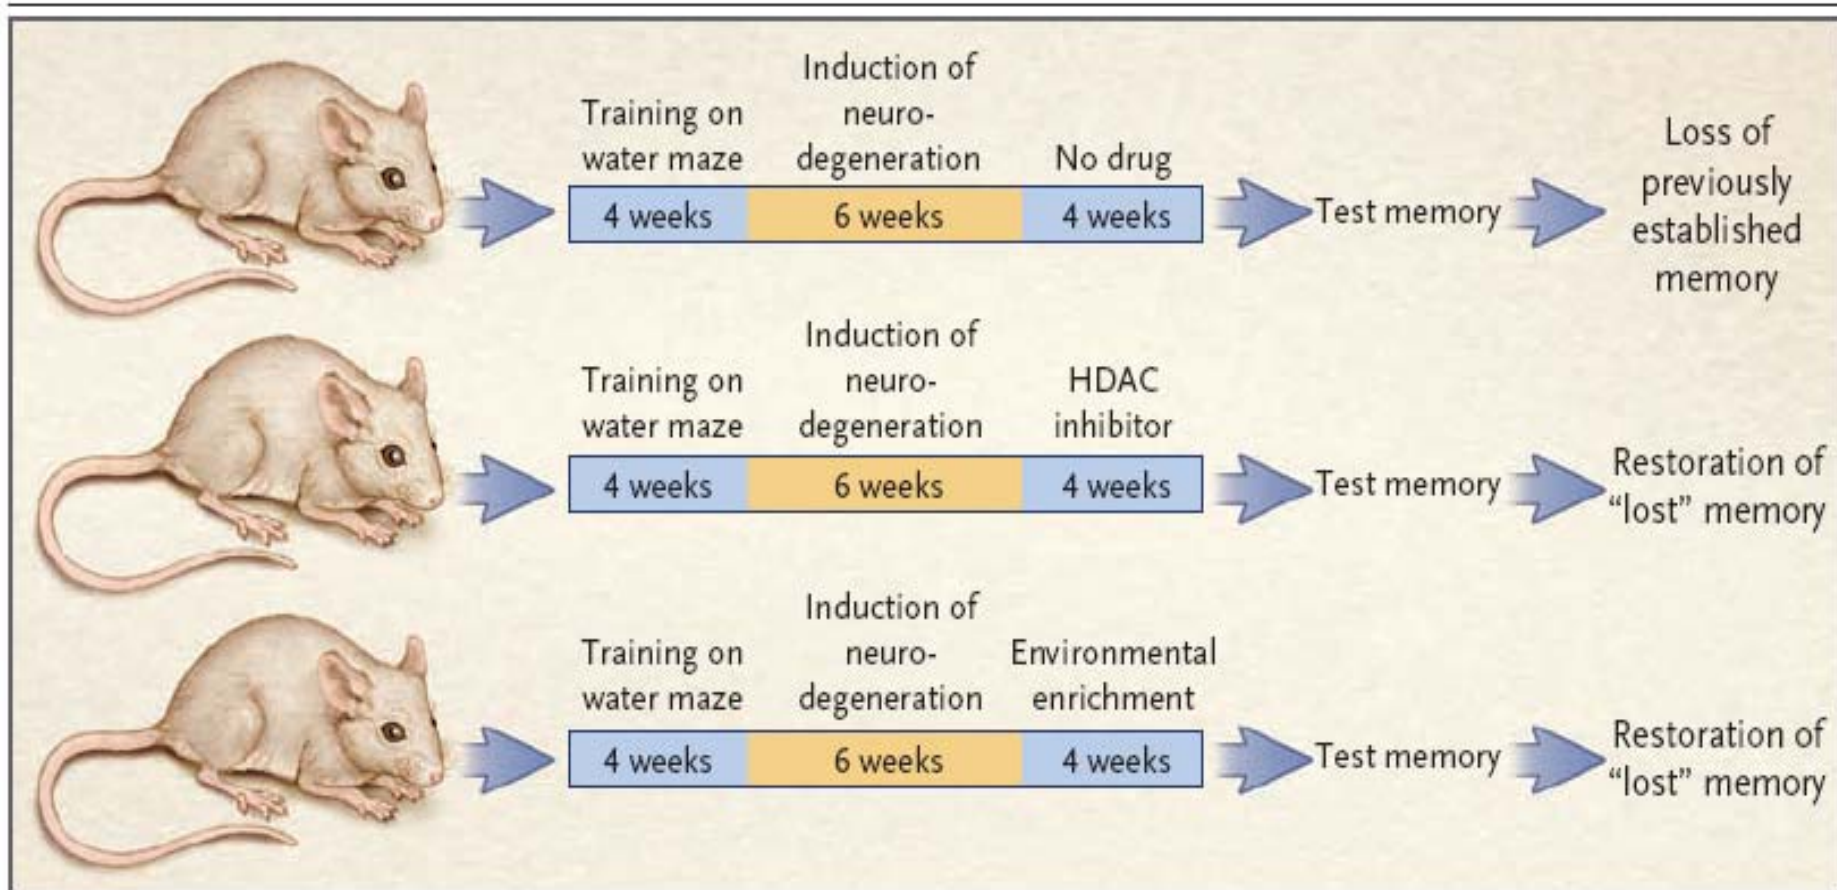 Training on
water maze
Induction of
neuro-
degeneration
No drug
4 weeks
6 weeks
4 weeks
Test memory
Loss of
previously
established
memory
Training on
water maze
Induction of
neuro-
degeneration
HDAC
inhibitor
4 weeks
6 weeks
4 weeks
Test memory
Restoration of
“lost” memory
Training on
water maze
Induction of
neuro-
degeneration
Environmental
enrichment
4 weeks
6 weeks
4 weeks
Test memory
Restoration of
“lost” memory